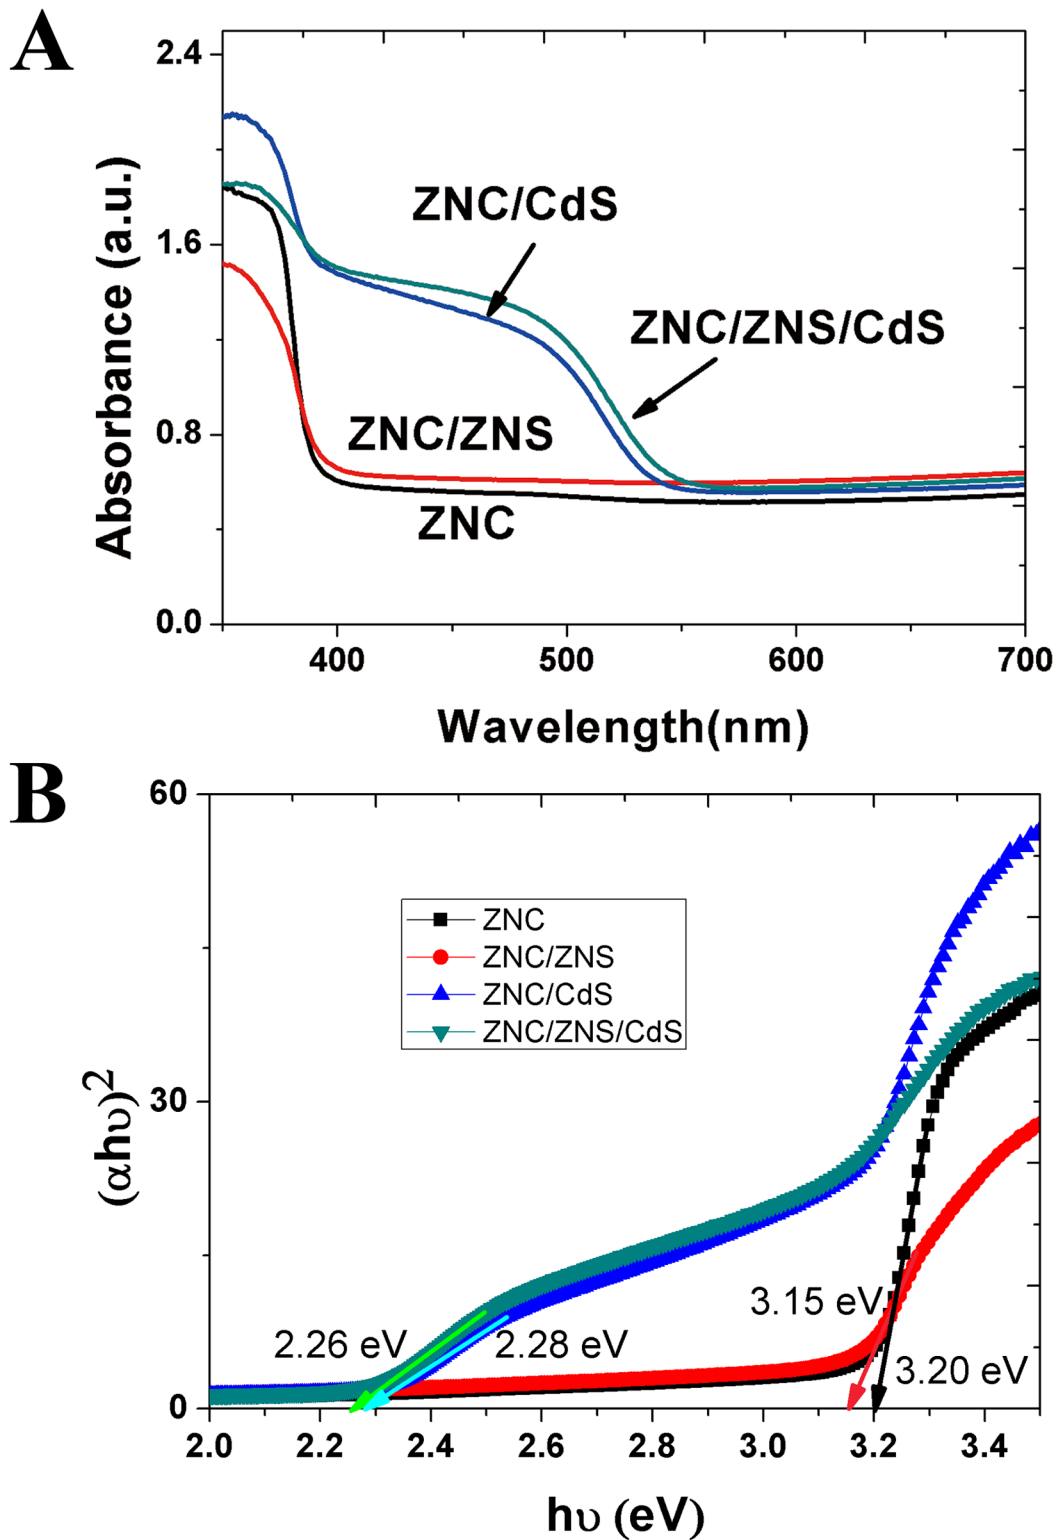 A
2.4
1.6
0.8
0.0
Absorbance (a.u.)
ZNC/CdS
ZNC/ZNS/CdS
ZNC/ZNS
ZNC
400 500 600 700
Wavelength(nm)
B
60
30
0
(αhυ)2
ZNC
ZNC/ZNS
ZNC/CdS
ZNC/ZNS/CdS
3.15 eV
2.26 eV
2.28 eV
3.20 eV
2.0 2.2 2.4 2.6 2.8 3.0 3.2 3.4
hυ (eV)